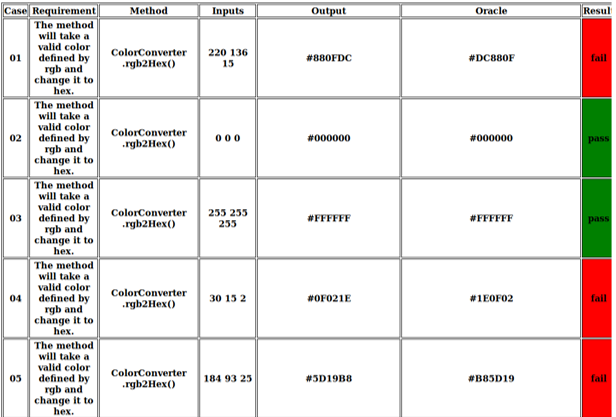 Case Requirement Method Inputs Output Oracle Resul
01 The method will take a valid color defined by rgb and change it to hex. ColorConverter .rgb2Hex() 220 136 15 #880FDC #DC880F fail
02 The method will take a valid color defined by rgb and change it to hex. ColorConverter .rgb2Hex() 0 0 0 #000000 #000000 pass
03 The method will take a valid color defined by rgb and change it to hex. ColorConverter .rgb2Hex() 255 255 255 #FFFFFF #FFFFFF pass
04 The method will take a valid color defined by rgb and change it to hex. ColorConverter .rgb2Hex() 30 15 2 #0F021E #1E0F02 fail
05 The method will take a valid color defined by rgb and change it to hex. ColorConverter .rgb2Hex() 184 93 25 #5D19B8 #B85D19 fail